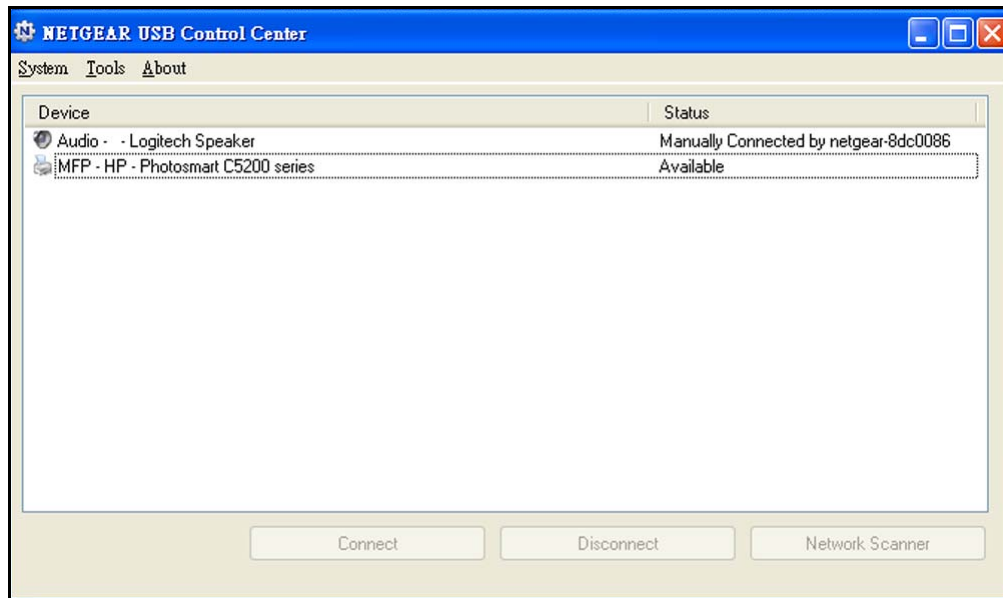 NETGEAR USB Control Center
System Tools About
Device Status
Audio - - Logitech Speaker Manually Connected by netgear-8dc0086
MFP - HP - Photosmart C5200 series Available
Connect Disconnect Network Scanner